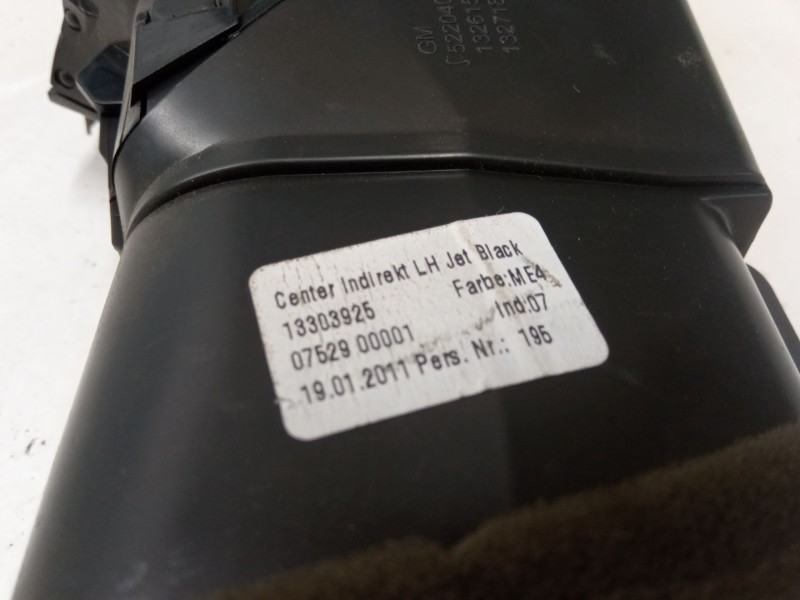 GM
Center Indirekt LH Jet Black
13303925 Farbe:ME4
07529 00001 Ind:07
19.01.2011 Pers. Nr.: 195